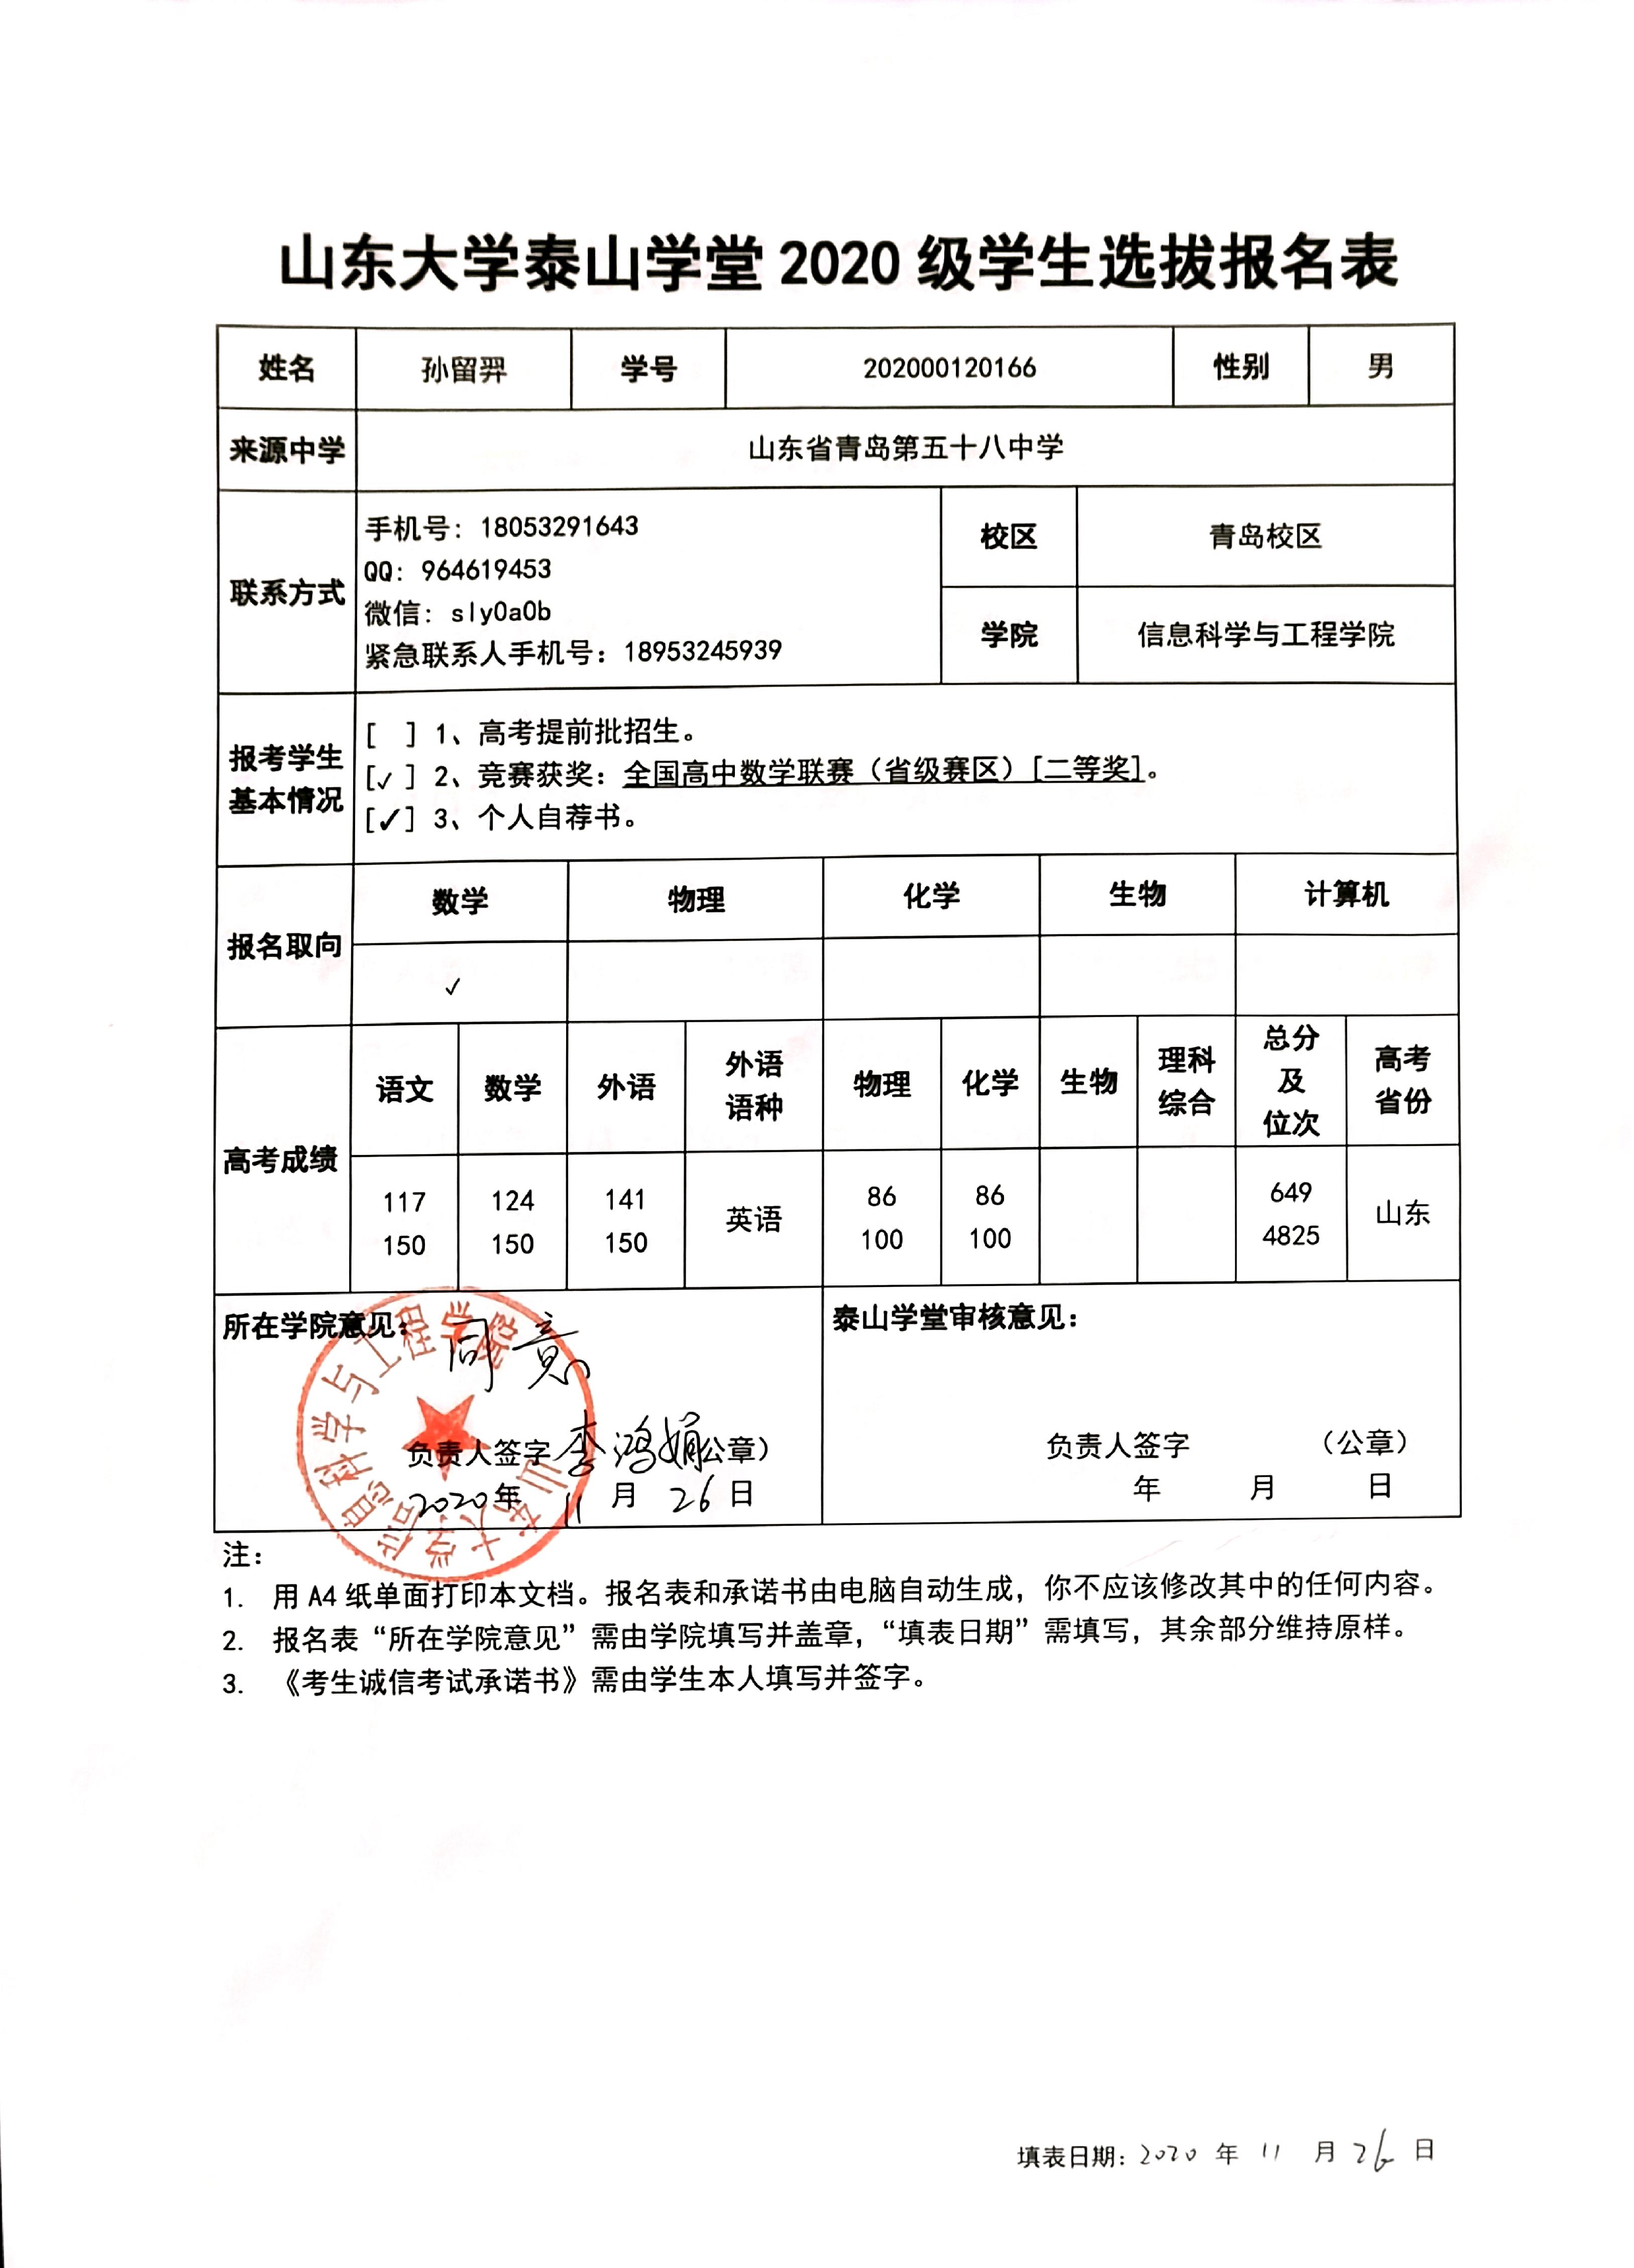 山东大学泰山学堂 2020 级学生选拔报名表
姓名 孙留羿 学号 202000120166 性别 男
来源中学 山东省青岛第五十八中学
联系方式
手机号：18053291643
QQ：964619453
微信：sly0a0b
紧急联系人手机号：18953245939
校区 青岛校区
学院 信息科学与工程学院
报考学生
基本情况
[ ] 1、高考提前批招生。
[✓] 2、竞赛获奖：全国高中数学联赛（省级赛区）[二等奖]。
[✓] 3、个人自荐书。
报名取向
数学 物理 化学 生物 计算机
✓
高考成绩
语文 数学 外语 外语语种 物理 化学 生物 理科综合 总分及位次 高考省份
117 124 141 英语 86 86 649 山东
150 150 150 100 100 4825
所在学院意见：同意
负责人签字 李鸿娟（公章）
2020 年 11 月 26 日
山东大学信息科学与工程学院
泰山学堂审核意见：
负责人签字 （公章）
年 月 日
注：
1. 用 A4 纸单面打印本文档。报名表和承诺书由电脑自动生成，你不应该修改其中的任何内容。
2. 报名表“所在学院意见”需由学院填写并盖章，“填表日期”需填写，其余部分维持原样。
3. 《考生诚信考试承诺书》需由学生本人填写并签字。
填表日期：2020 年 11 月 26 日